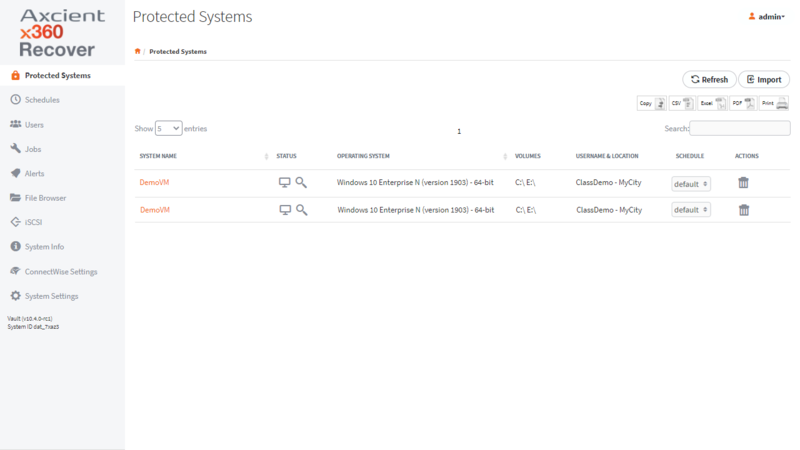 Axcient
x360
Recover
Protected Systems
admin
Protected Systems
Protected Systems
Refresh
Import
Schedules
Copy
CSV
Excel
PDF
Print
Users
Show 5 entries
1
Search:
Jobs
SYSTEM NAME STATUS OPERATING SYSTEM VOLUMES USERNAME & LOCATION SCHEDULE ACTIONS
Alerts
DemoVM Windows 10 Enterprise N (version 1903) - 64-bit C:\ E:\ ClassDemo - MyCity default
File Browser
DemoVM Windows 10 Enterprise N (version 1903) - 64-bit C:\ E:\ ClassDemo - MyCity default
iSCSI
System Info
ConnectWise Settings
System Settings
Vault (v10.4.0-rc1)